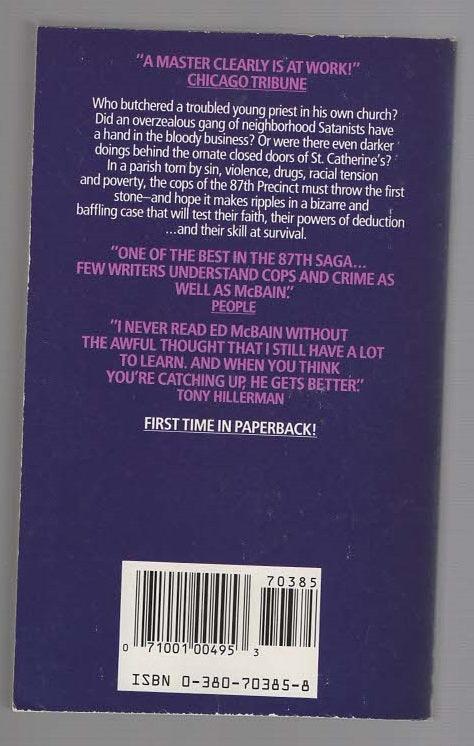 "A MASTER CLEARLY IS AT WORK!"
CHICAGO TRIBUNE
Who butchered a troubled young priest in his own church?
Did an overzealous gang of neighborhood Satanists have
a hand in the bloody business? Or were there even darker
doings behind the ornate closed doors of St. Catherine's?
In a parish torn by sin, violence, drugs, racial tension
and poverty, the cops of the 87th Precinct must throw the first
stone—and hope it makes ripples in a bizarre and
baffling case that will test their faith, their powers of deduction
...and their skill at survival.
"ONE OF THE BEST IN THE 87TH SAGA...
FEW WRITERS UNDERSTAND COPS AND CRIME AS
WELL AS McBAIN."
PEOPLE
"I NEVER READ ED McBAIN WITHOUT
THE AWFUL THOUGHT THAT I STILL HAVE A LOT
TO LEARN. AND WHEN YOU THINK
YOU'RE CATCHING UP, HE GETS BETTER."
TONY HILLERMAN
FIRST TIME IN PAPERBACK!
70385
0 71001 00495 3
ISBN 0-380-70385-8